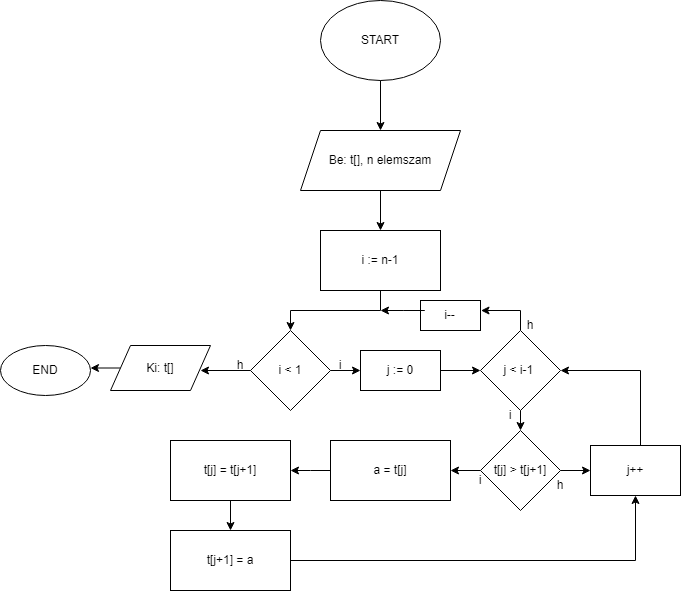 START
Be: t[], n elemszam
i := n-1
i--
h
END
Ki: t[]
h
i < 1
i
j := 0
j < i-1
i
t[j] = t[j+1]
a = t[j]
i
t[j] > t[j+1]
h
j++
t[j+1] = a